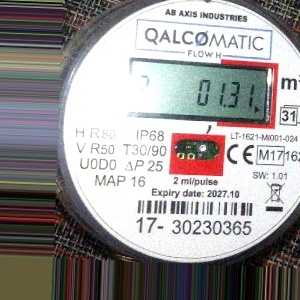 AB AXIS INDUSTRIES
QALCOMATIC
FLOW H
0131
m³
31
H R80 IP68
LT-1621-MI001-024
V R50 T30/90
CE M17 162
U0D0 ΔP 25
SW: 1.01
MAP 16
2 ml/pulse
Expiry date: 2027.10
17- 30230365